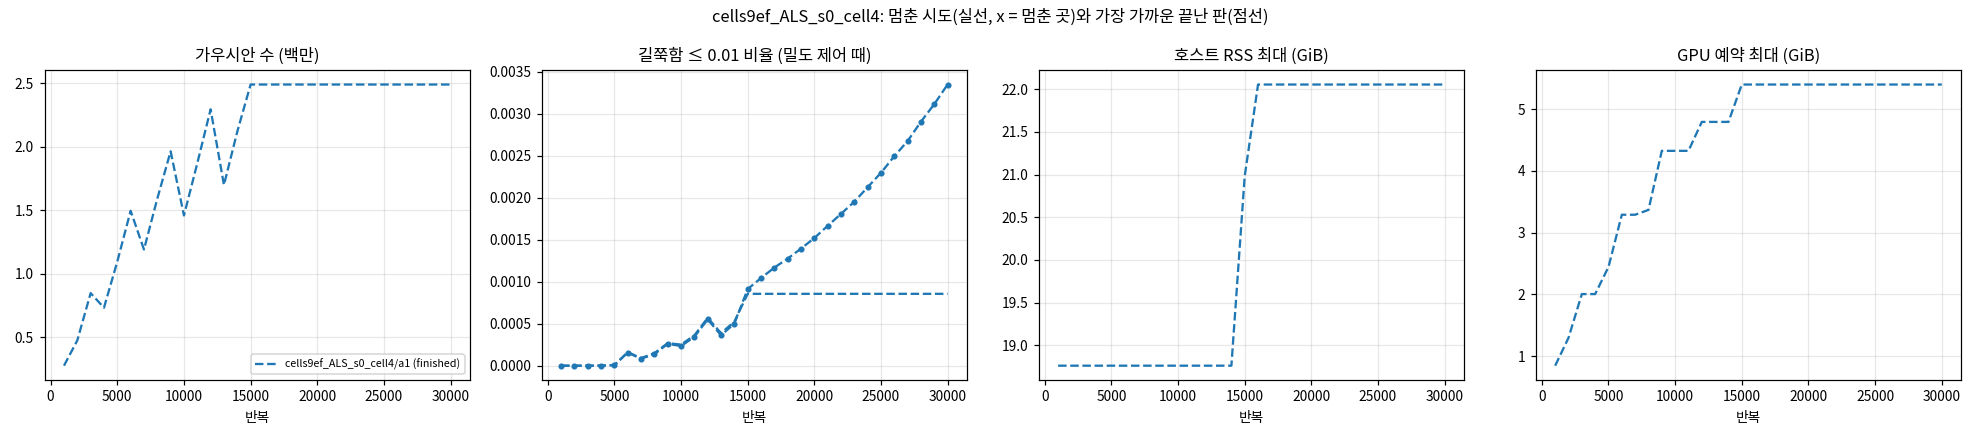 cells9ef_ALS_s0_cell4: 멈춘 시도(실선, x = 멈춘 곳)와 가장 가까운 끝난 판(점선)
가우시안 수 (백만)
2.5
2.0
1.5
1.0
0.5
0 5000 10000 15000 20000 25000 30000
반복
cells9ef_ALS_s0_cell4/a1 (finished)
길쭉함 ≤ 0.01 비율 (밀도 제어 때)
0.0035
0.0030
0.0025
0.0020
0.0015
0.0010
0.0005
0.0000
0 5000 10000 15000 20000 25000 30000
반복
호스트 RSS 최대 (GiB)
22.0
21.5
21.0
20.5
20.0
19.5
19.0
0 5000 10000 15000 20000 25000 30000
반복
GPU 예약 최대 (GiB)
5
4
3
2
1
0 5000 10000 15000 20000 25000 30000
반복